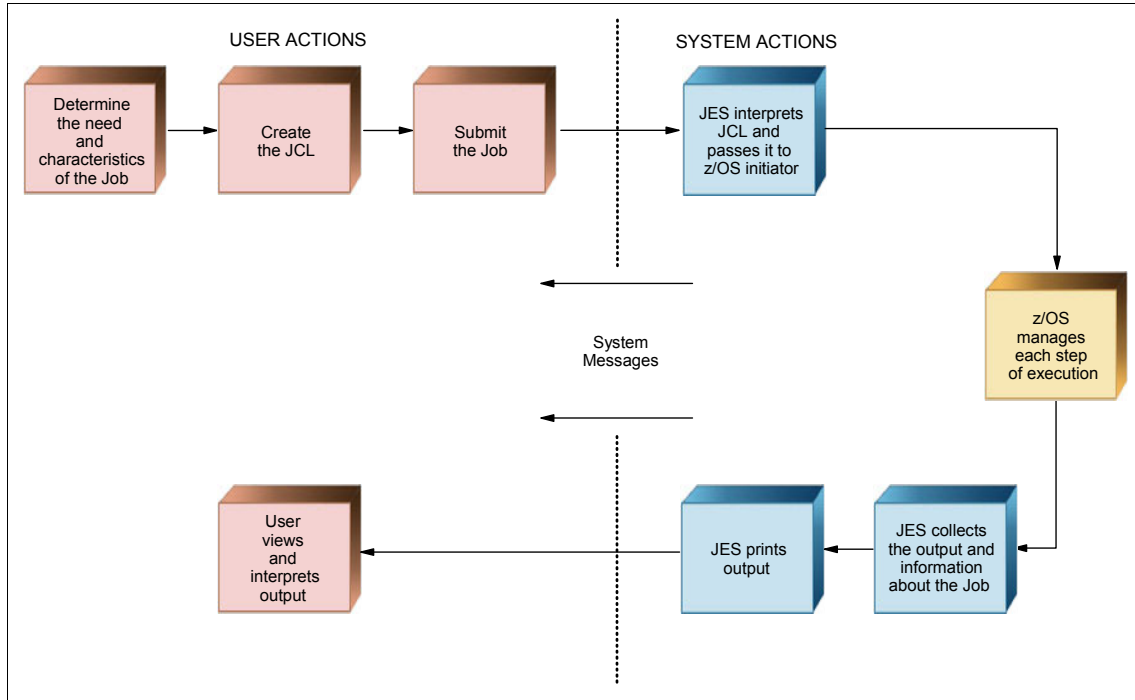 USER ACTIONS
SYSTEM ACTIONS
Determine
the need
and
characteristics
of the Job
Create
the JCL
Submit
the Job
JES interprets
JCL and
passes it to
z/OS initiator
z/OS
manages
each step
of execution
System
Messages
User
views
and
interprets
output
JES prints
output
JES collects
the output and
information
about the Job